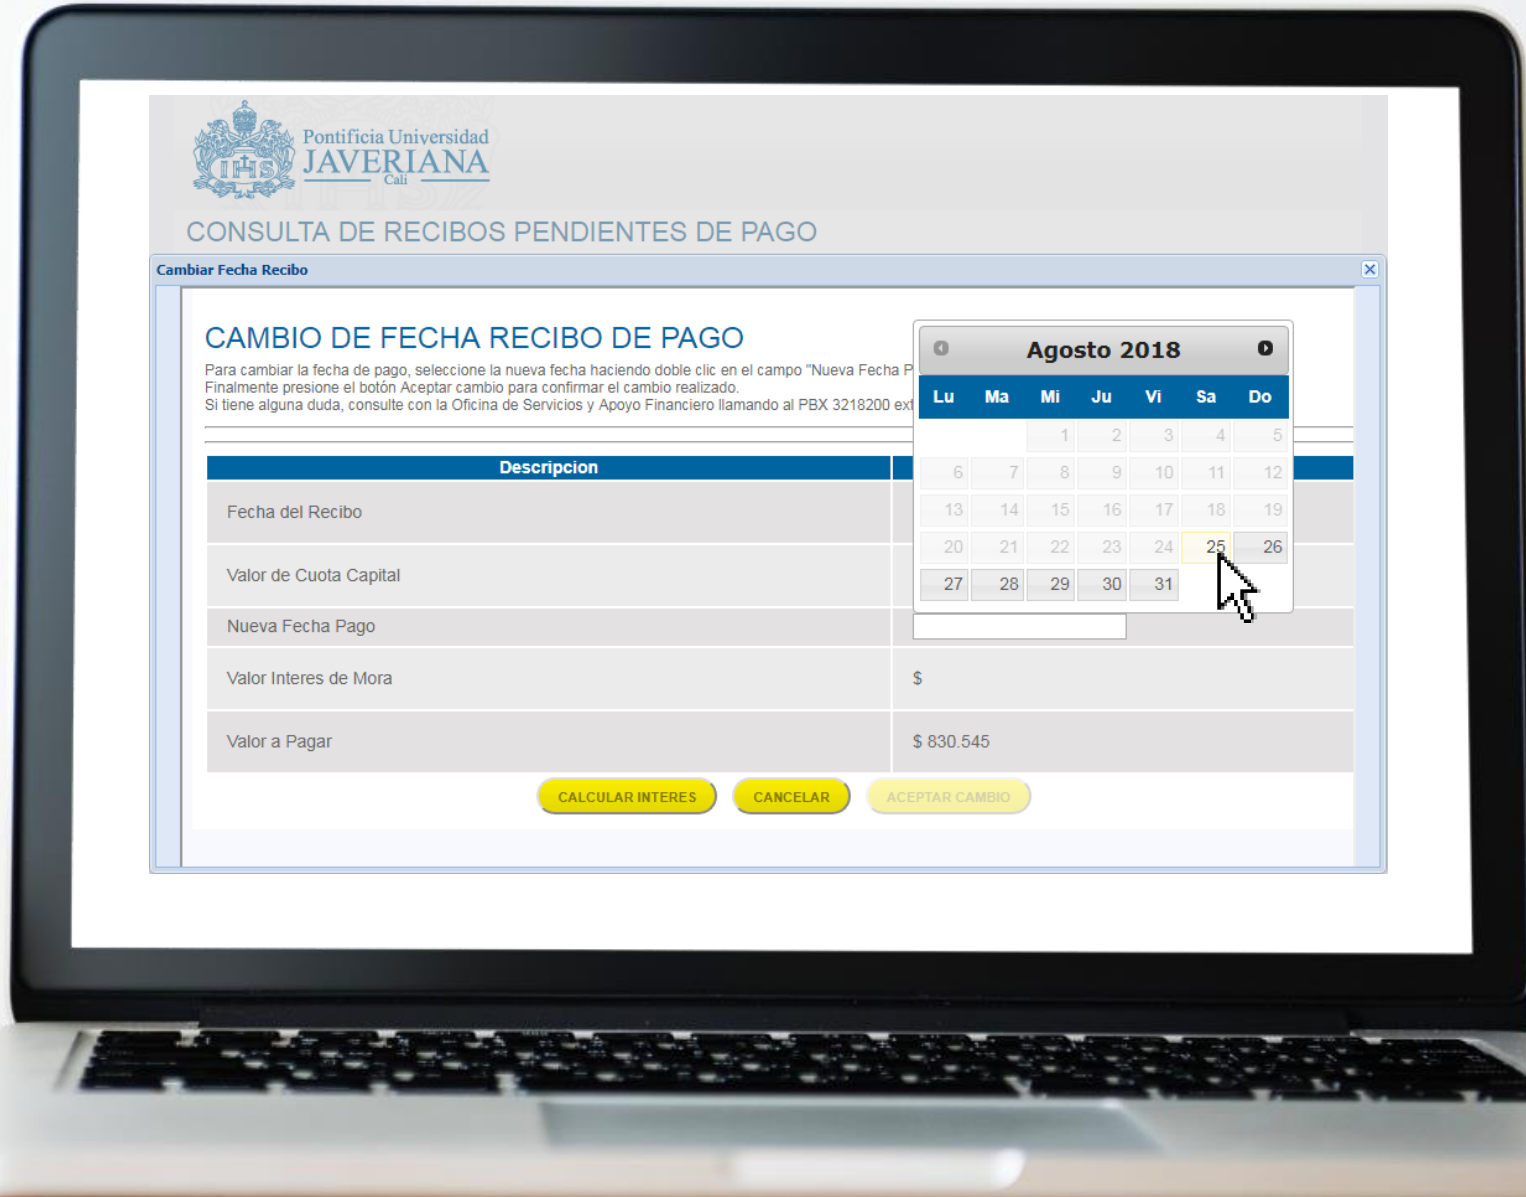 Pontificia Universidad
JAVERIANA
Cali
CONSULTA DE RECIBOS PENDIENTES DE PAGO
Cambiar Fecha Recibo
CAMBIO DE FECHA RECIBO DE PAGO
Para cambiar la fecha de pago, seleccione la nueva fecha haciendo doble clic en el campo "Nueva Fecha P
Finalmente presione el botón Aceptar cambio para confirmar el cambio realizado.
Si tiene alguna duda, consulte con la Oficina de Servicios y Apoyo Financiero llamando al PBX 3218200 ext
Agosto 2018
Lu Ma Mi Ju Vi Sa Do
1 2 3 4 5
6 7 8 9 10 11 12
13 14 15 16 17 18 19
20 21 22 23 24 25 26
27 28 29 30 31
Descripcion
Fecha del Recibo
Valor de Cuota Capital
Nueva Fecha Pago
Valor Interes de Mora $
Valor a Pagar $ 830.545
CALCULAR INTERES CANCELAR ACEPTAR CAMBIO
IHS